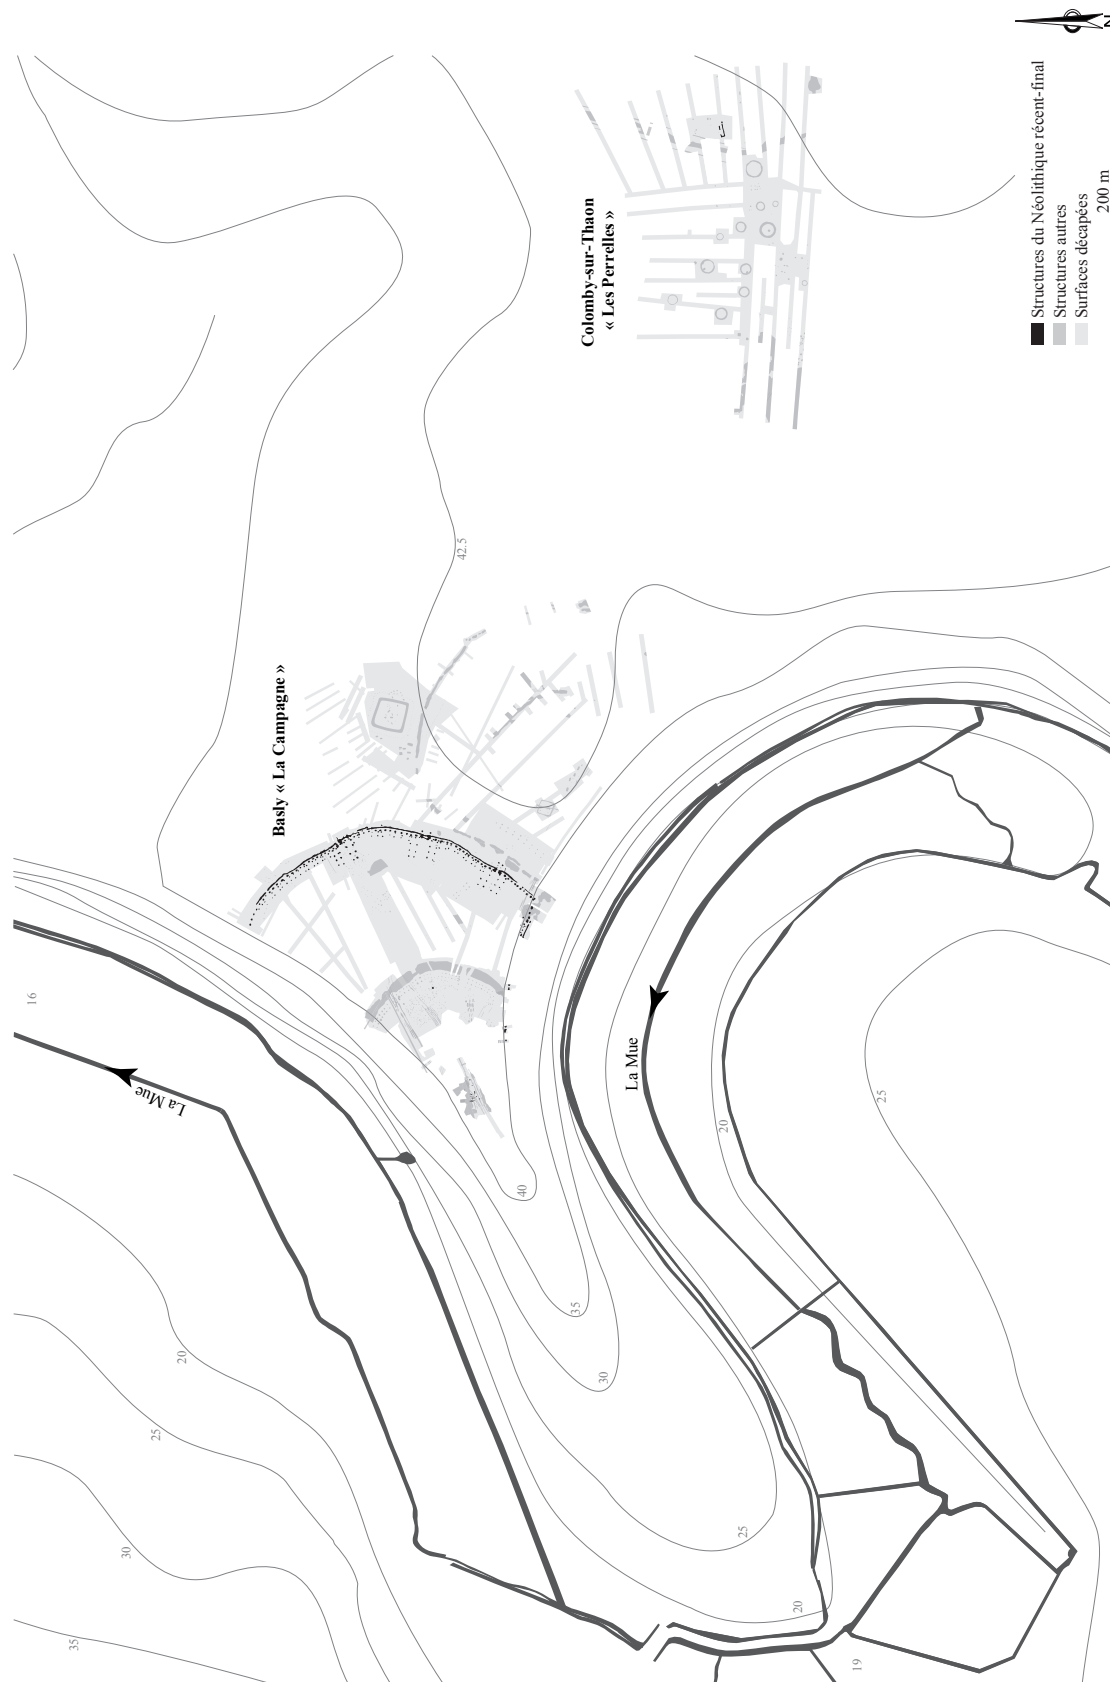 N
Structures du Néolithique récent-final
Structures autres
Surfaces décapées
200 m
Colomby-sur-Thaon
« Les Perrelles »
Basly « La Campagne »
42.5
La Mue
La Mue
16
40
35
30
25
20
19
20
25
20
25
30
35